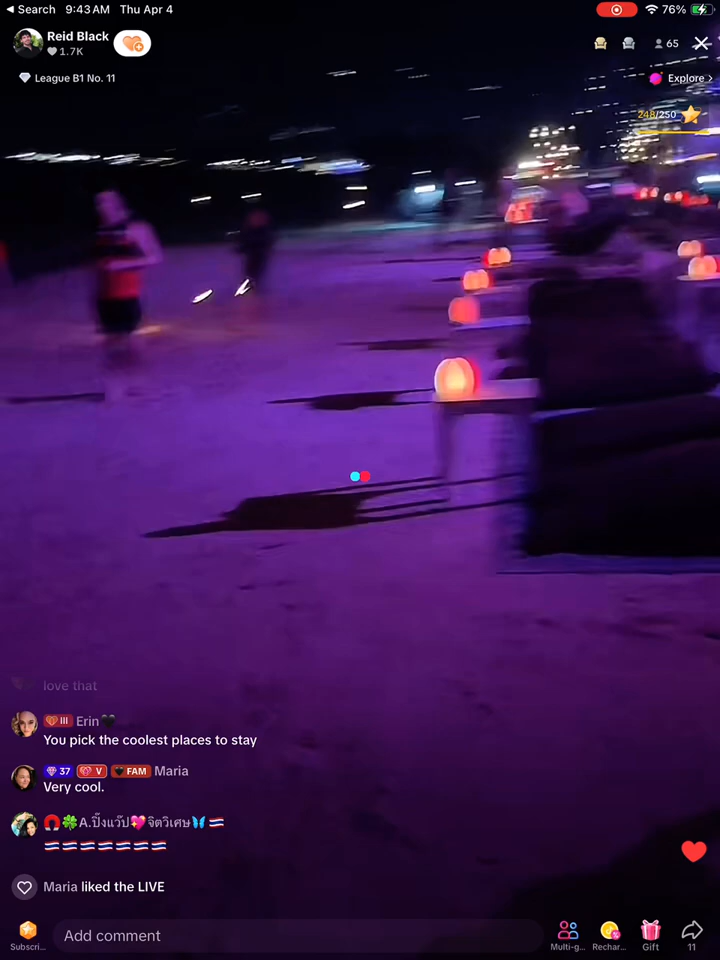 Search 9:43 AM Thu Apr 4
76%
Reid Black
1.7K
65
League B1 No. 11
Explore >
248/250
love that
III Erin
You pick the coolest places to stay
37 V FAM Maria
Very cool.
A.ปิ๊งแว๊ป💖จิตวิเศษ🦋 🇹🇭
🇹🇭🇹🇭🇹🇭🇹🇭🇹🇭🇹🇭🇹🇭
Maria liked the LIVE
Add comment
Subscri...
Multi-g...
Rechar...
Gift
11